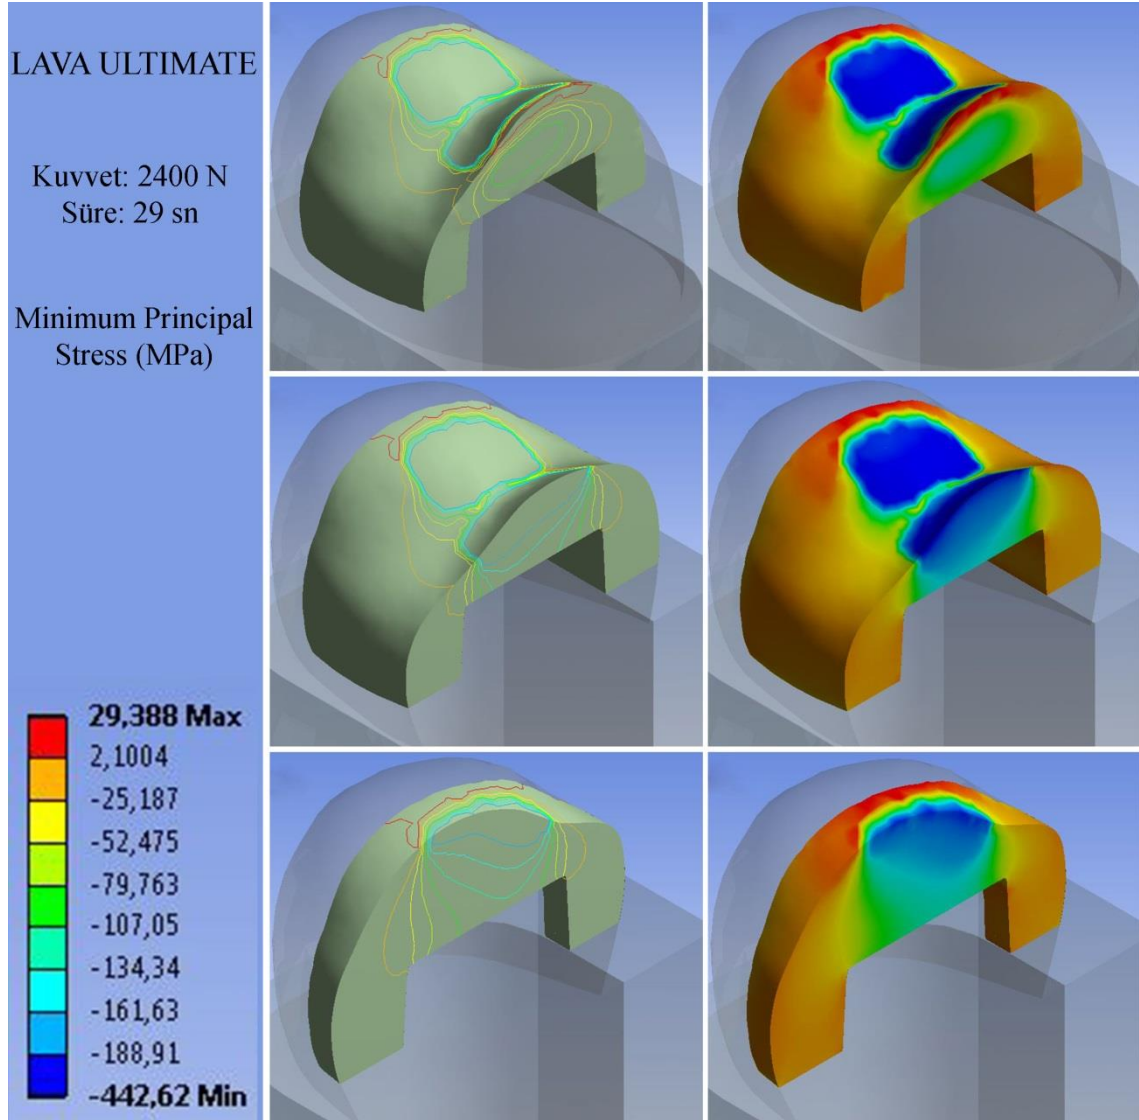 LAVA ULTIMATE
Kuvvet: 2400 N
Süre: 29 sn
Minimum Principal
Stress (MPa)
29,388 Max
2,1004
-25,187
-52,475
-79,763
-107,05
-134,34
-161,63
-188,91
-442,62 Min